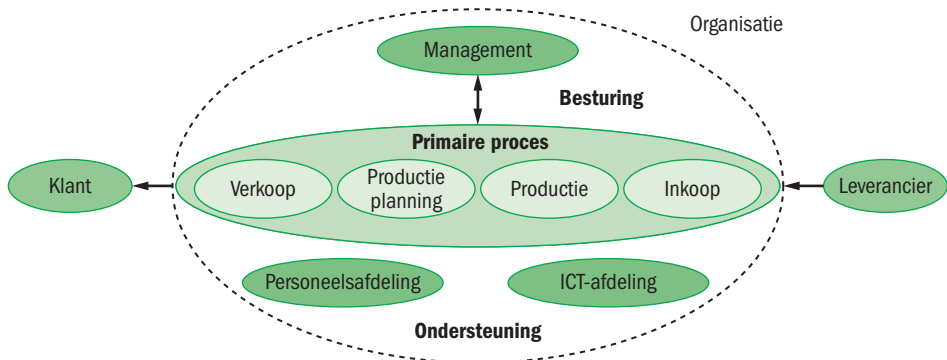 Organisatie
Management
Besturing
Primaire proces
Klant
Verkoop
Productie
planning
Productie
Inkoop
Leverancier
Personeelsafdeling
ICT-afdeling
Ondersteuning